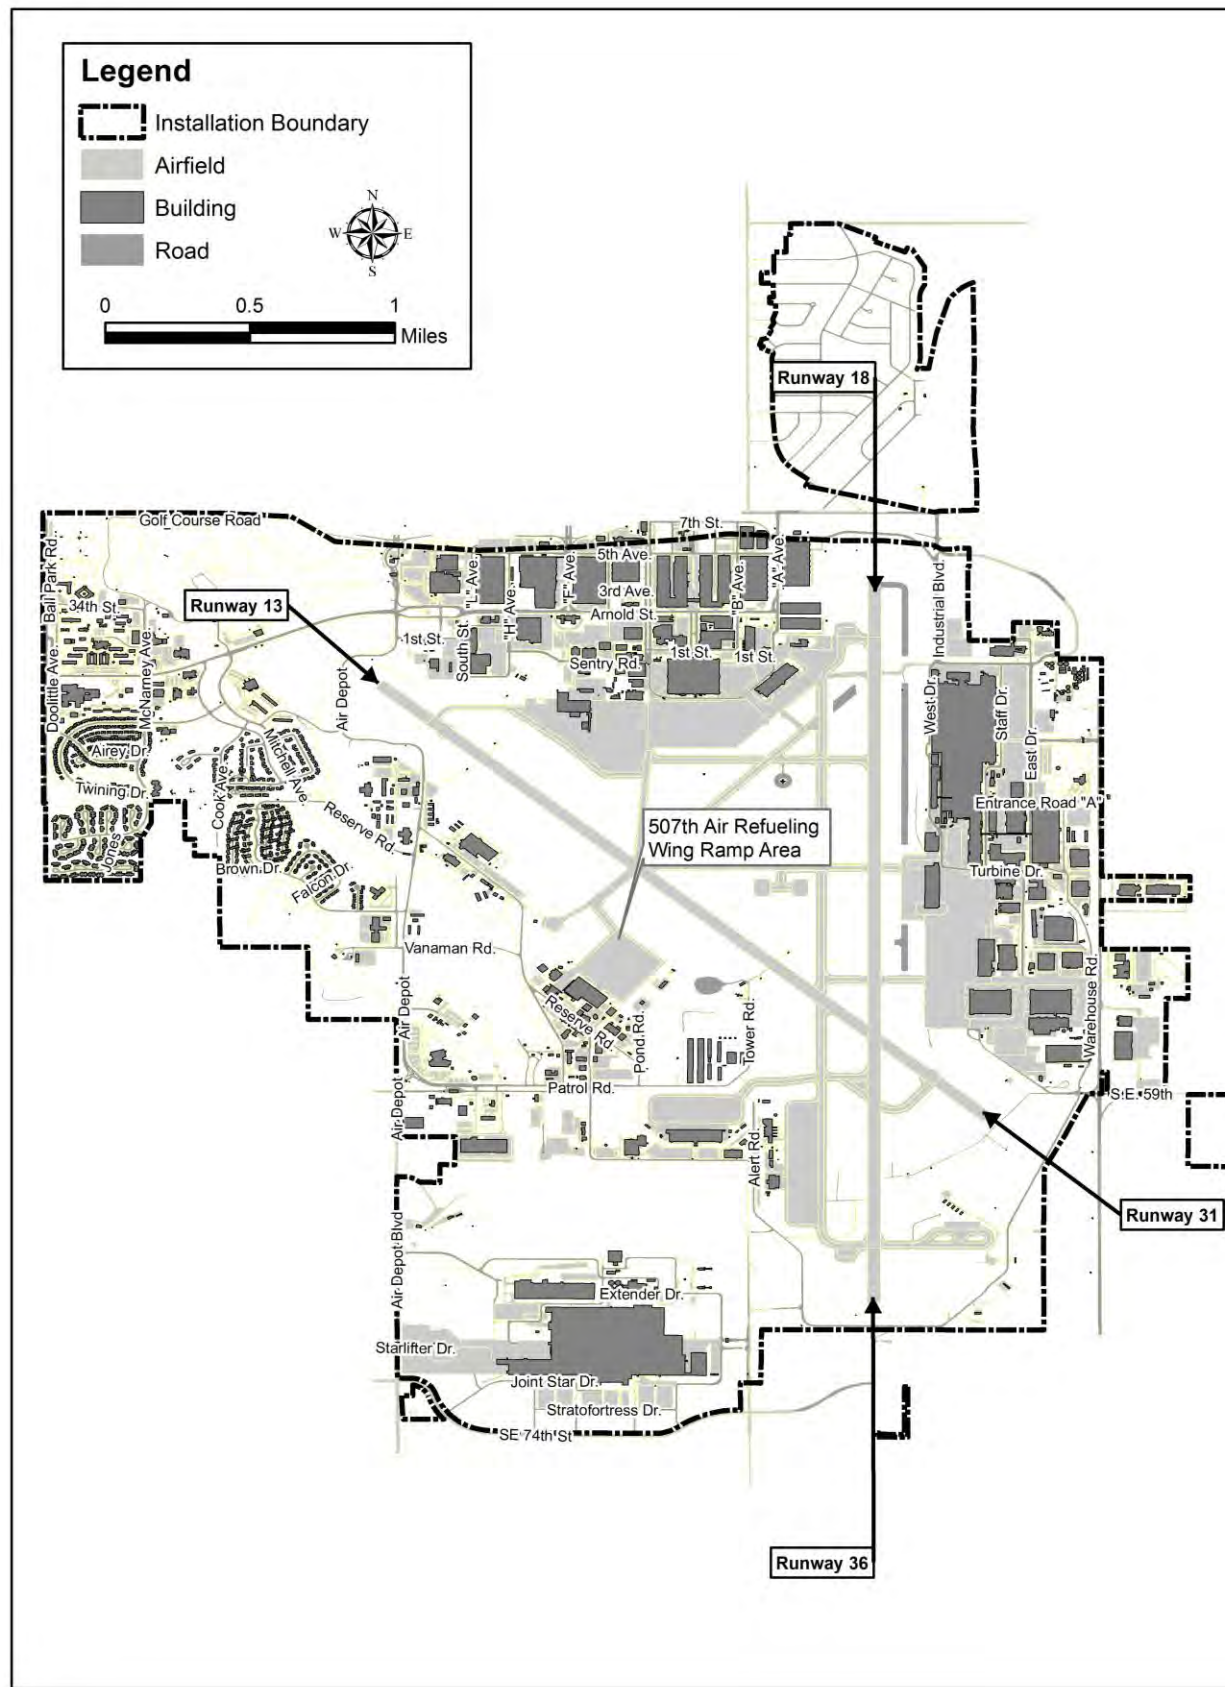 Legend
Installation Boundary
Airfield
Building
Road
N
W
E
S
0
0.5
1
Miles
Runway 18
Golf Course Road
7th St.
5th Ave.
3rd Ave.
Arnold St.
"L" Ave.
"H" Ave.
"F" Ave.
"B" Ave.
"A" Ave.
Industrial Blvd.
Ball Park Rd.
34th St.
Runway 13
1st St.
South St.
Sentry Rd.
1st St.
1st St.
Doolittle Ave.
McNarney Ave.
Air Depot
West Dr.
Staff Dr.
East Dr.
Airey Dr.
Mitchell Ave.
Twining Dr.
Cook Ave.
Reserve Rd.
Entrance Road "A"
507th Air Refueling
Wing Ramp Area
Jones
Brown Dr.
Falcon Dr.
Turbine Dr.
Vanaman Rd.
Air Depot
Reserve Rd.
Pond Rd.
Tower Rd.
Warehouse Rd.
Patrol Rd.
Air Depot
S.E. 59th
Alert Rd.
Runway 31
Air Depot Blvd
Extender Dr.
Starlifter Dr.
Joint Star Dr.
Stratofortress Dr.
SE 74th St
Runway 36